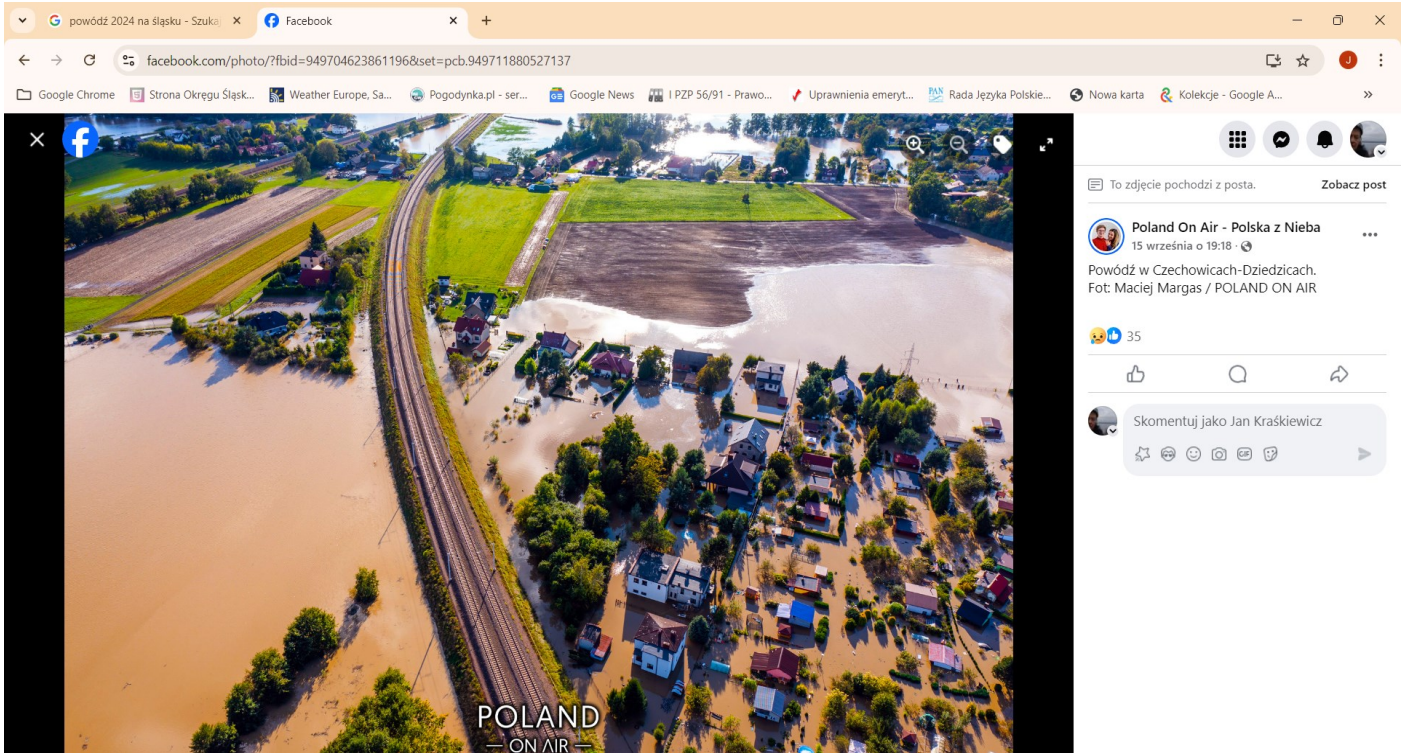 powódź 2024 na śląsku - Szukaj
Facebook
facebook.com/photo/?fbid=949704623861196&set=pcb.949711880527137
J
Google Chrome
Strona Okręgu Śląsk...
Weather Europe, Sa...
Pogodynka.pl - ser...
Google News
I PZP 56/91 - Prawo...
Uprawnienia emeryt...
PAN
Rada Języka Polskie...
Nowa karta
Kolekcje - Google A...
To zdjęcie pochodzi z posta.
Zobacz post
Poland On Air - Polska z Nieba
15 września o 19:18 ·
Powódź w Czechowicach-Dziedzicach.
Fot: Maciej Margas / POLAND ON AIR
35
Skomentuj jako Jan Kraśkiewicz
GIF
POLAND
— ON AIR —